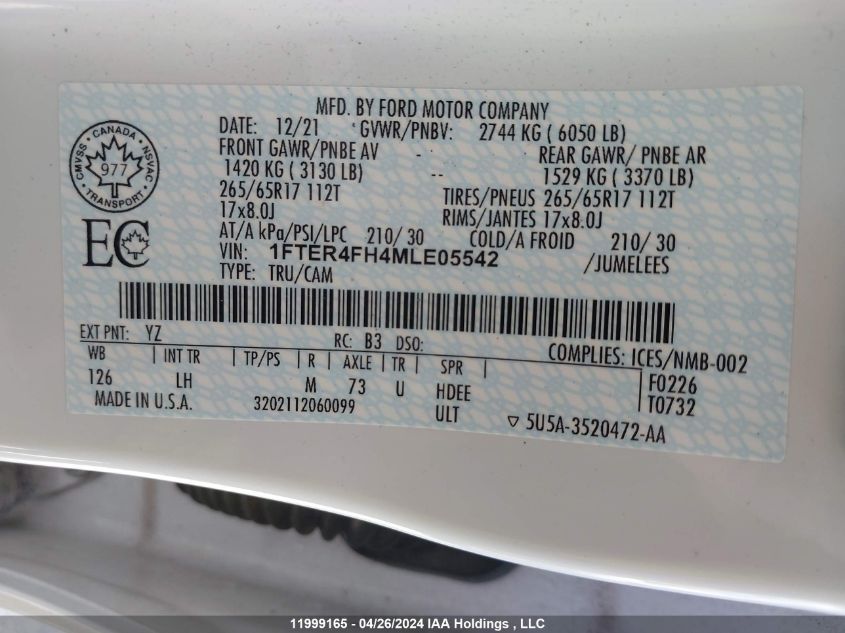 MFD. BY FORD MOTOR COMPANY
DATE: 12/21 GVWR/PNBV: 2744 KG ( 6050 LB)
FRONT GAWR/PNBE AV - REAR GAWR/ PNBE AR
1420 KG ( 3130 LB) -- 1529 KG ( 3370 LB)
265/65R17 112T TIRES/PNEUS 265/65R17 112T
17x8.0J RIMS/JANTES 17x8.0J
AT/A kPa/PSI/LPC 210/ 30 COLD/A FROID 210/ 30
VIN: 1FTER4FH4MLE05542 /JUMELEES
TYPE: TRU/CAM
CANADA
CMVSS NSVAC
977
TRANSPORT
EC
EXT PNT: YZ RC: B3 DSO: COMPLIES: ICES/NMB-002
WB INT TR TP/PS R AXLE TR SPR F0226
126 LH M 73 U HDEE T0732
MADE IN U.S.A. 3202112060099 ULT ▽ 5U5A-3520472-AA
11999165 - 04/26/2024 IAA Holdings , LLC